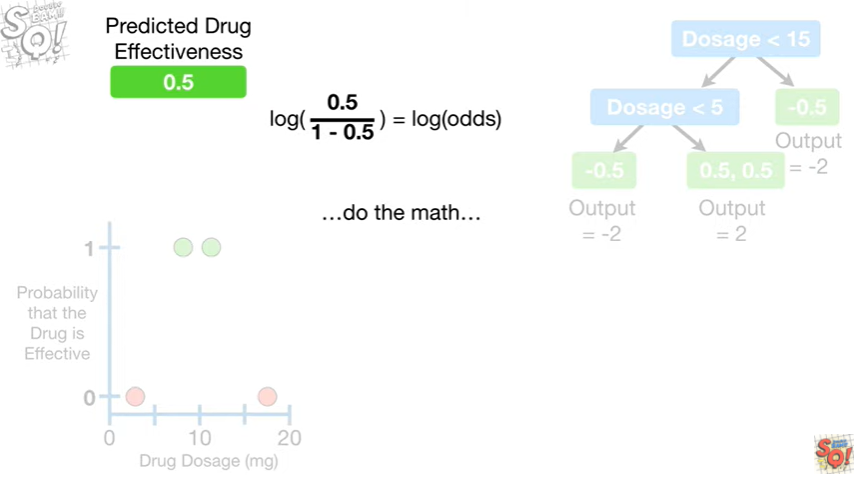 Predicted Drug
Effectiveness
0.5
log(
0.5
1 - 0.5
) = log(odds)
…do the math…
Dosage < 15
Dosage < 5
-0.5
Output
= -2
-0.5
0.5, 0.5
Output
= -2
Output
= 2
1
Probability
that the
Drug is
Effective
0
0
10
20
Drug Dosage (mg)
SQ!